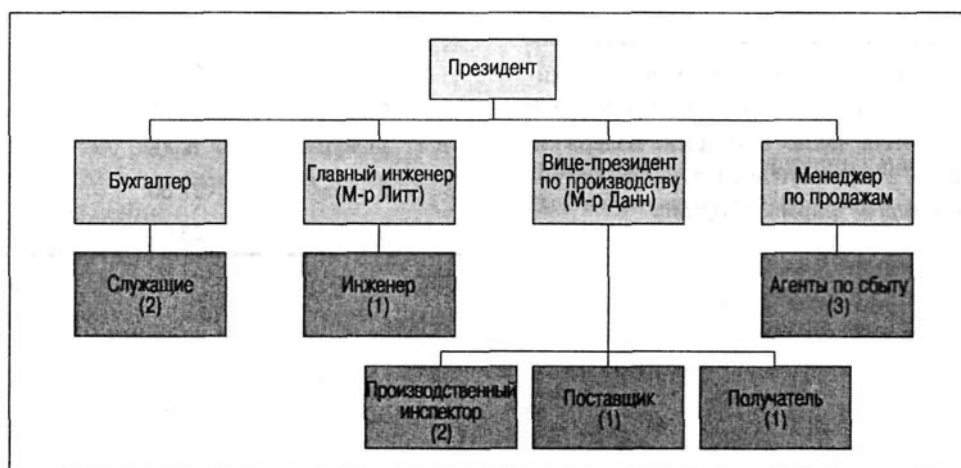 Президент
Бухгалтер
Главный инженер
(М-р Литт)
Вице-президент
по производству
(М-р Данн)
Менеджер
по продажам
Служащие
(2)
Инженер
(1)
Агенты по сбыту
(3)
Производственный
инспектор
(2)
Поставщик
(1)
Получатель
(1)